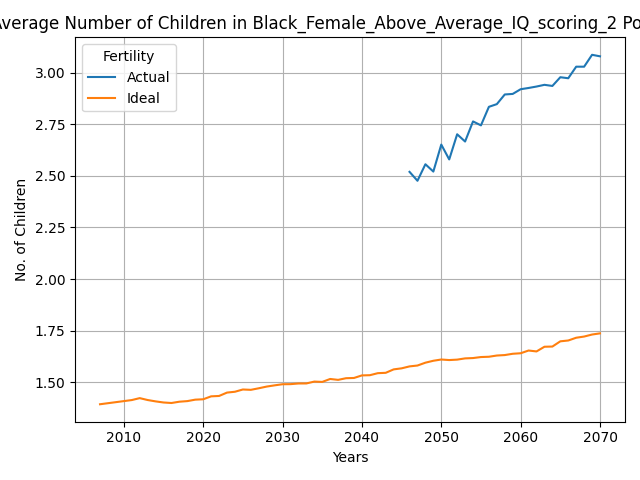 Average Number of Children in Black_Female_Above_Average_IQ_scoring_2
Fertility
Actual
Ideal
3.00
2.75
2.50
2.25
2.00
1.75
1.50
No. of Children
2010 2020 2030 2040 2050 2060 2070
Years